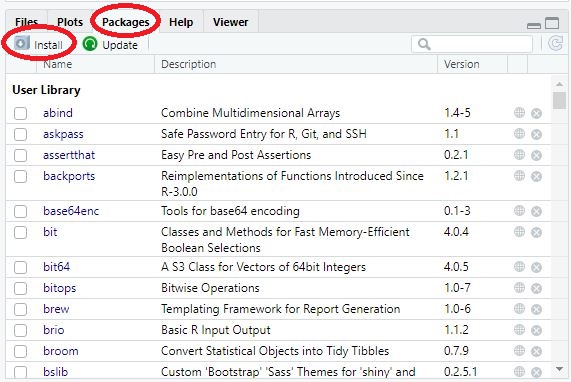 Files Plots Packages Help Viewer
Install Update
Name Description Version
User Library
abind Combine Multidimensional Arrays 1.4-5
askpass Safe Password Entry for R, Git, and SSH 1.1
assertthat Easy Pre and Post Assertions 0.2.1
backports Reimplementations of Functions Introduced Since 1.2.1
R-3.0.0
base64enc Tools for base64 encoding 0.1-3
bit Classes and Methods for Fast Memory-Efficient 4.0.4
Boolean Selections
bit64 A S3 Class for Vectors of 64bit Integers 4.0.5
bitops Bitwise Operations 1.0-7
brew Templating Framework for Report Generation 1.0-6
brio Basic R Input Output 1.1.2
broom Convert Statistical Objects into Tidy Tibbles 0.7.9
bslib Custom 'Bootstrap' 'Sass' Themes for 'shiny' and 0.2.5.1